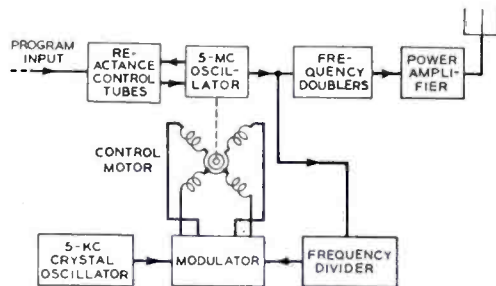 PROGRAM
INPUT
RE-
ACTANCE
CONTROL
TUBES
5-MC
OSCIL-
LATOR
FRE-
QUENCY
DOUBLERS
POWER
AMPLI-
FIER
CONTROL
MOTOR
5-KC
CRYSTAL
OSCILLATOR
MODULATOR
FREQUENCY
DIVIDER